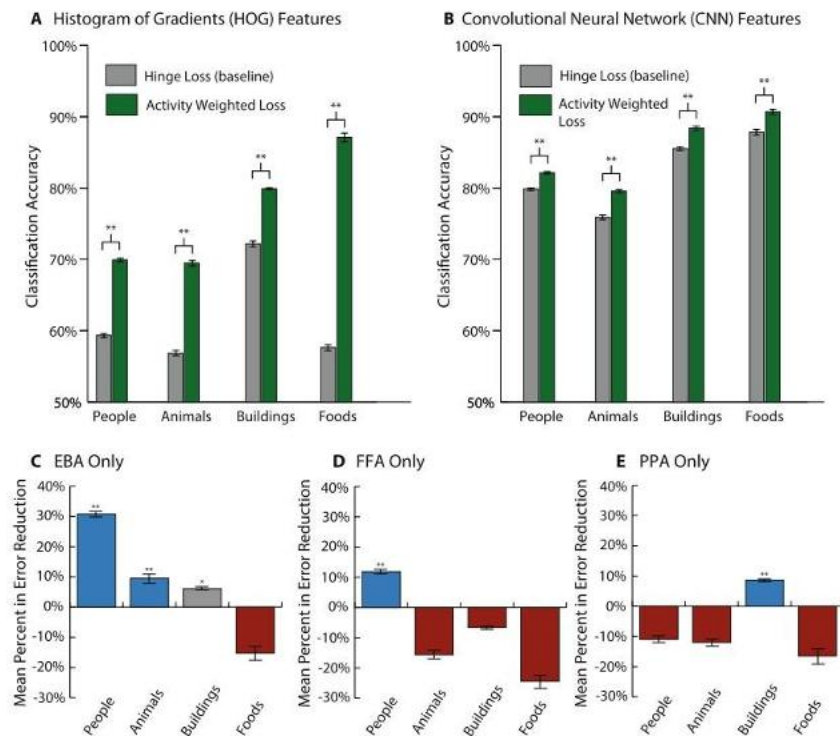 A Histogram of Gradients (HOG) Features
100%
90%
80%
70%
60%
50%
Classification Accuracy
Hinge Loss (baseline)
Activity Weighted Loss
**
**
**
**
People Animals Buildings Foods
B Convolutional Neural Network (CNN) Features
100%
90%
80%
70%
60%
50%
Classification Accuracy
Hinge Loss (baseline)
Activity Weighted
Loss
**
**
**
**
People Animals Buildings Foods
C EBA Only
Mean Percent in Error Reduction
40%
30%
20%
10%
0%
-10%
-20%
-30%
**
**
*
People Animals Buildings Foods
D FFA Only
Mean Percent in Error Reduction
40%
30%
20%
10%
0%
-10%
-20%
-30%
**
People Animals Buildings Foods
E PPA Only
Mean Percent in Error Reduction
40%
30%
20%
10%
0%
-10%
-20%
-30%
**
People Animals Buildings Foods